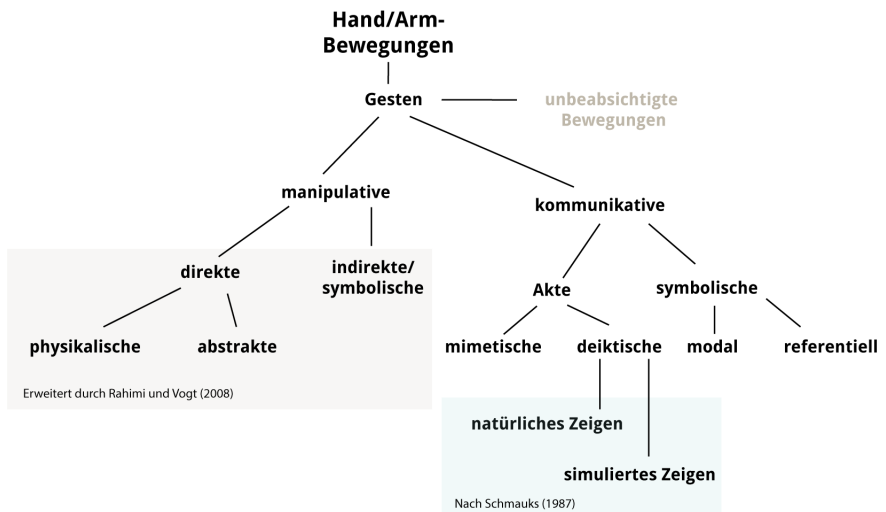 Hand/Arm-
Bewegungen
Gesten
unbeabsichtigte
Bewegungen
manipulative
kommunikative
direkte
indirekte/
symbolische
Akte
symbolische
physikalische
abstrakte
mimetische
deiktische
modal
referentiell
Erweitert durch Rahimi und Vogt (2008)
natürliches Zeigen
simuliertes Zeigen
Nach Schmauks (1987)